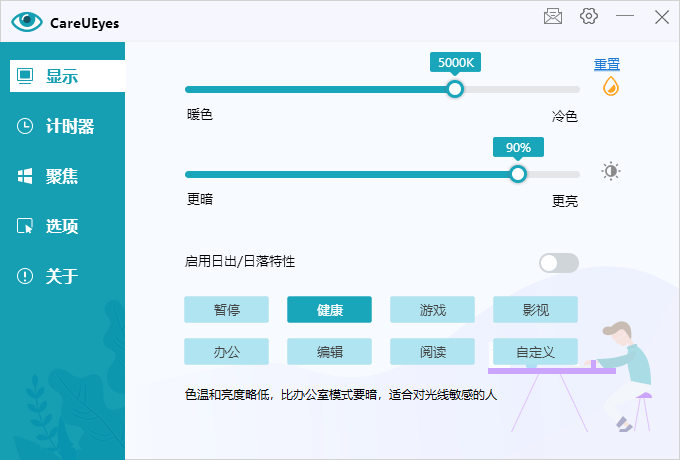 CareUEyes
显示
计时器
聚焦
选项
关于
5000K
重置
暖色
冷色
90%
更暗
更亮
启用日出/日落特性
暂停
健康
游戏
影视
办公
编辑
阅读
自定义
色温和亮度略低，比办公室模式要暗，适合对光线敏感的人